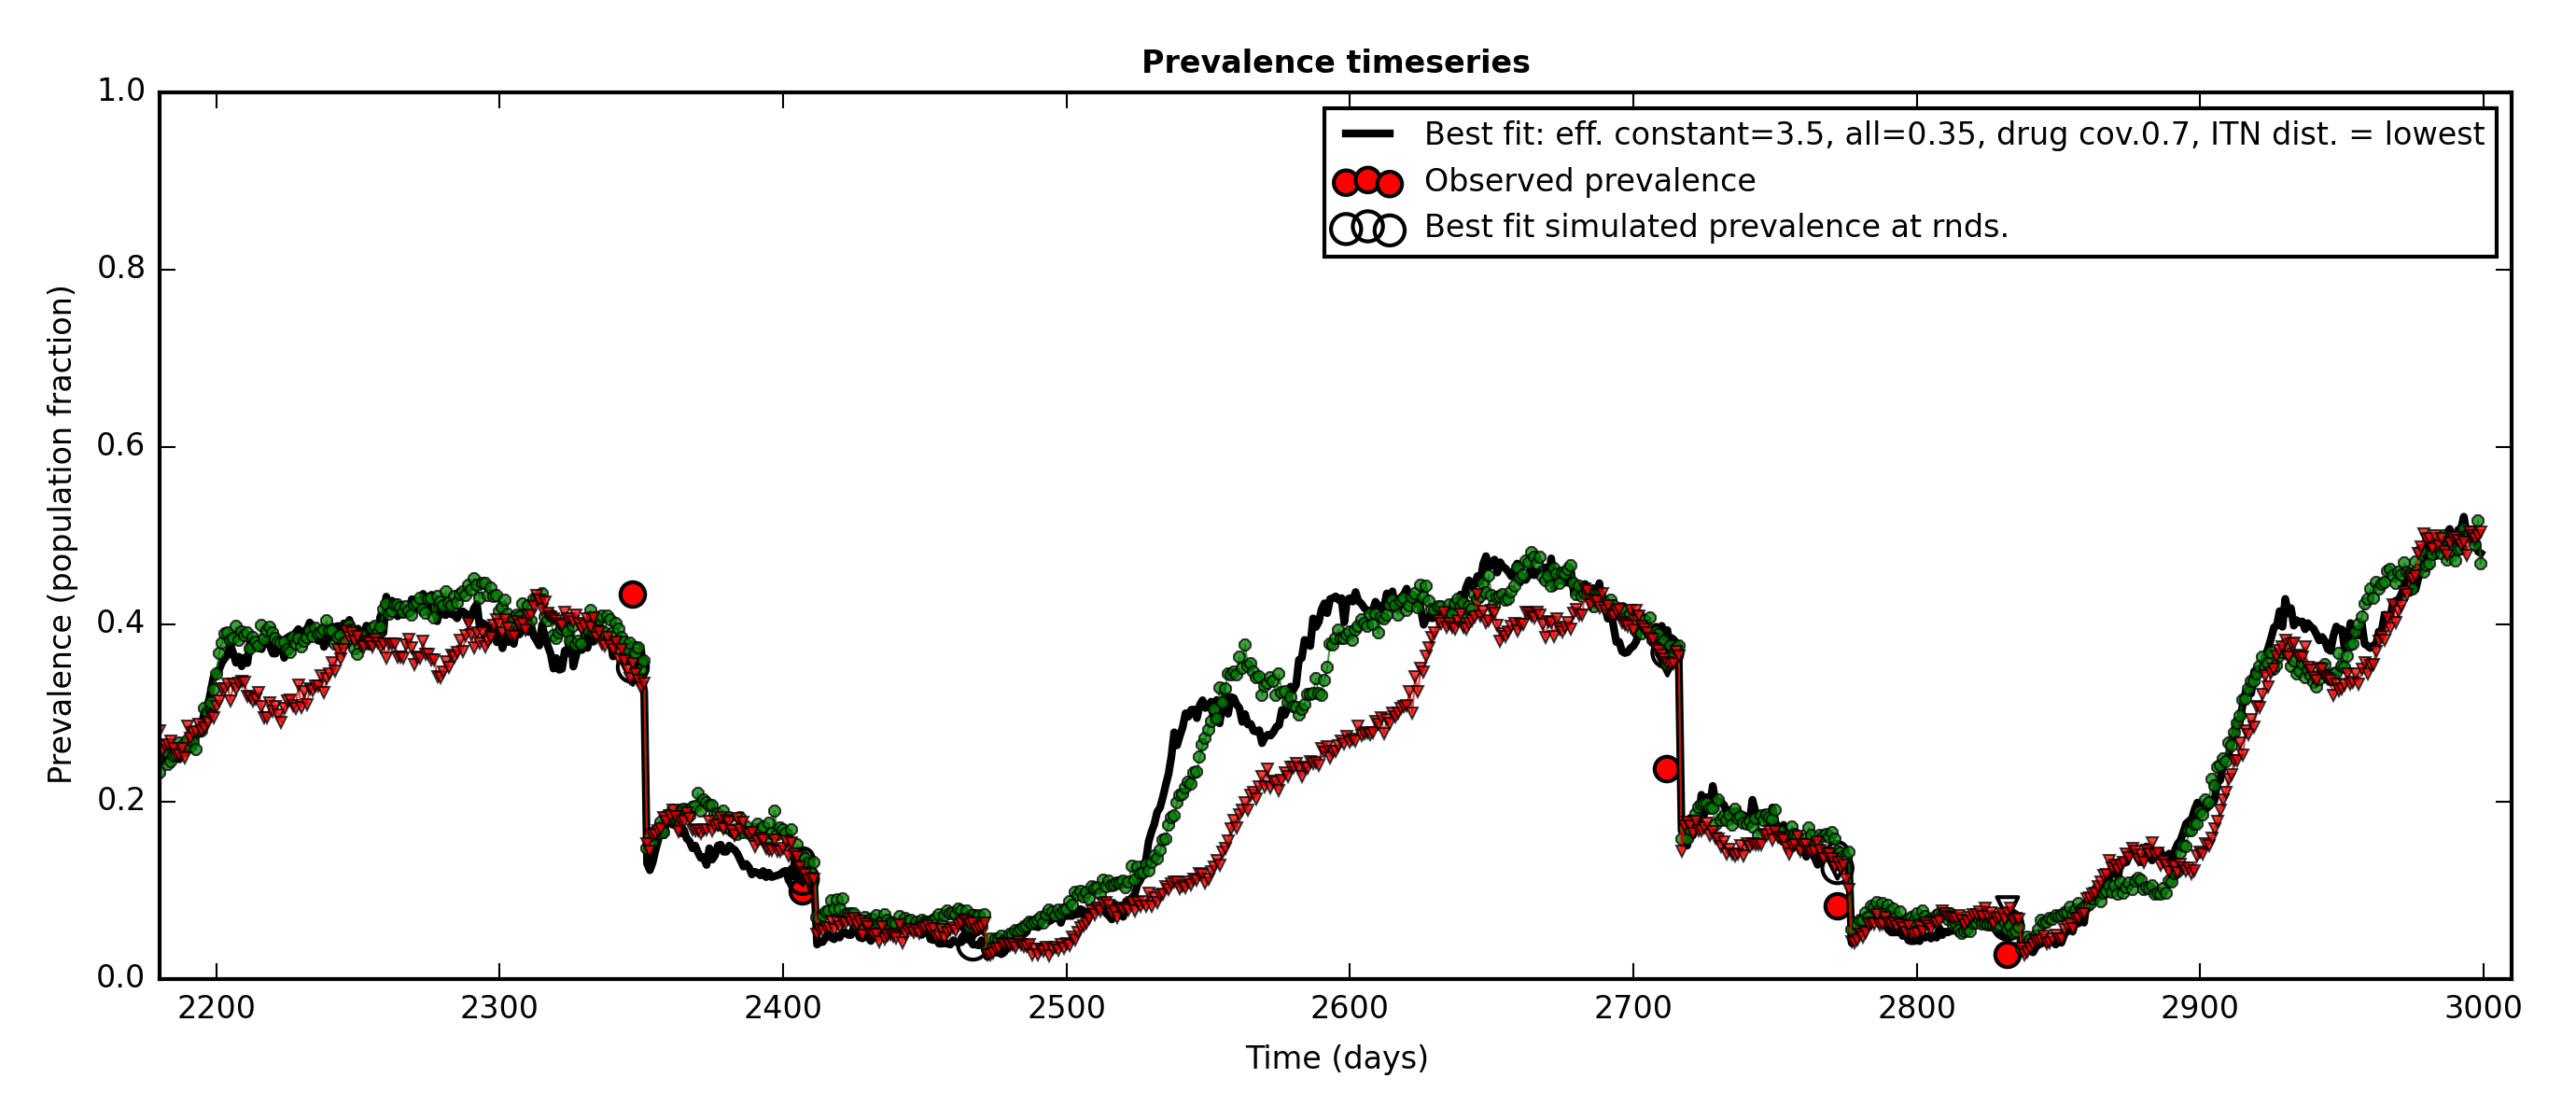 Prevalence timeseries
1.0
0.8
0.6
0.4
0.2
0.0
Prevalence (population fraction)
Best fit: eff. constant=3.5, all=0.35, drug cov.0.7, ITN dist. = lowest
Observed prevalence
Best fit simulated prevalence at rnds.
2200 2300 2400 2500 2600 2700 2800 2900 3000
Time (days)